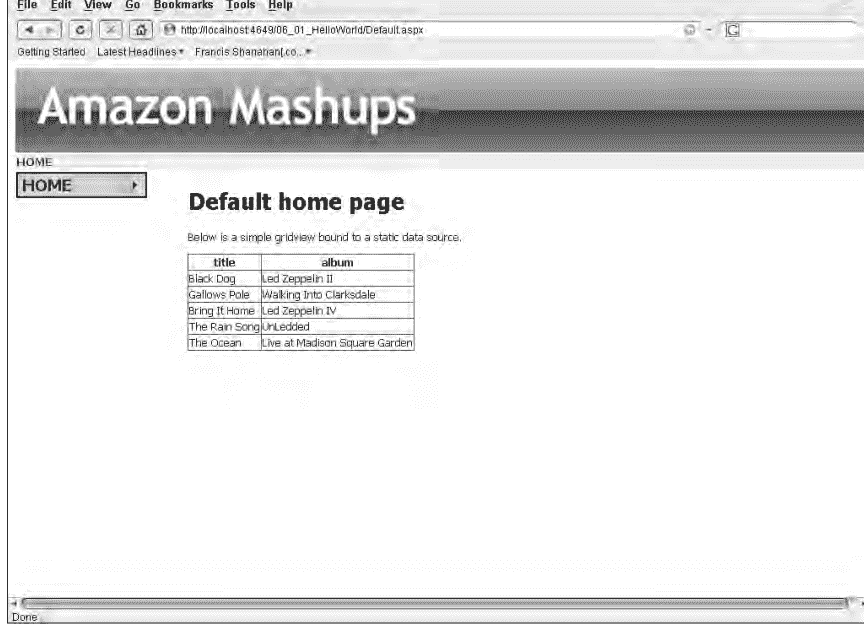 File Edit View Go Bookmarks Tools Help
http://localhost:4649/06_01_HelloWorld/Default.aspx
Getting Started Latest Headlines Francis Shanahan[.co...
Amazon Mashups
HOME
HOME
Default home page
Below is a simple gridview bound to a static data source.
title album
Black Dog Led Zeppelin II
Gallows Pole Walking Into Clarksdale
Bring It Home Led Zeppelin IV
The Rain Song UnLedded
The Ocean Live at Madison Square Garden
Done